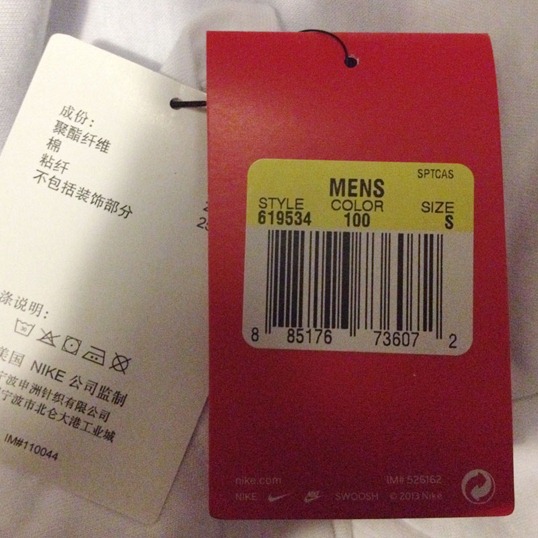 成份：
聚酯纤维
棉
粘纤
不包括装饰部分
涤说明：
美国 NIKE 公司监制
宁波申洲针织有限公司
宁波市北仑大港工业城
IM#110044
SPTCAS
MENS
STYLE COLOR SIZE
619534 100 S
8 85176 73607 2
nike.com IM# 526162
NIKE SWOOSH © 2013 Nike